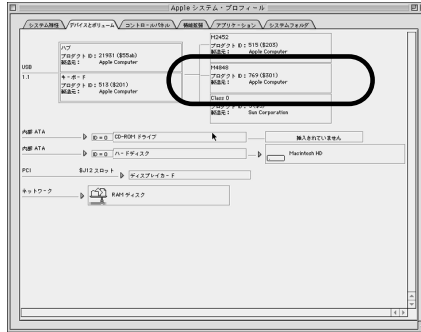 Apple システム・プロフィール
システム特性
デバイスとボリューム
コントロールパネル
機能拡張
アプリケーション
システムフォルダ
USB
1.1
ハブ
プロダクト ID : 21931 ($55ab)
製造元 : Apple Computer
キーボード
プロダクト ID : 513 ($201)
製造元 : Apple Computer
M2452
プロダクト ID : 515 ($203)
製造元 : Apple Computer
M4848
プロダクト ID : 769 ($301)
製造元 : Apple Computer
Class 0
製造元 : Sun Corporation
内部 ATA
ID = 0 CD-ROM ドライブ
挿入されていません
内部 ATA
ID = 0 ハードディスク
Macintosh HD
PCI
$J12 スロット
ディスプレイカード
ネットワーク
RAM ディスク